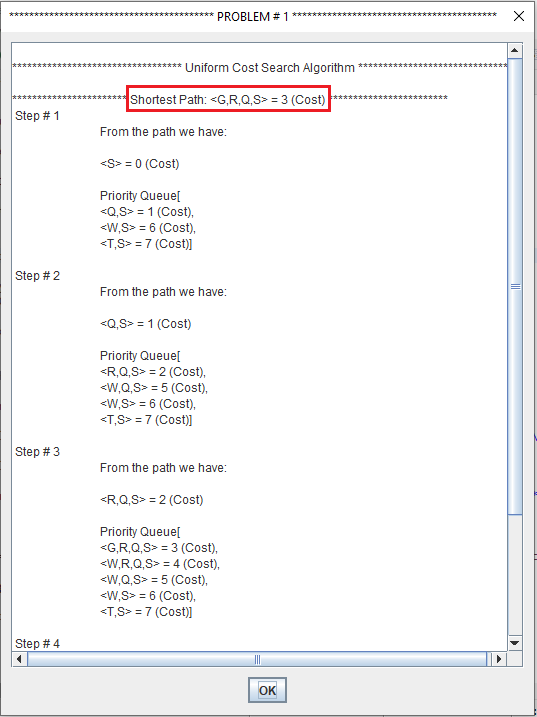 ***************************************** PROBLEM # 1 *****************************************
********************************** Uniform Cost Search Algorithm ******************************
***********************Shortest Path: <G,R,Q,S> = 3 (Cost)************************
Step # 1
From the path we have:
<S> = 0 (Cost)
Priority Queue[
<Q,S> = 1 (Cost),
<W,S> = 6 (Cost),
<T,S> = 7 (Cost)]
Step # 2
From the path we have:
<Q,S> = 1 (Cost)
Priority Queue[
<R,Q,S> = 2 (Cost),
<W,Q,S> = 5 (Cost),
<W,S> = 6 (Cost),
<T,S> = 7 (Cost)]
Step # 3
From the path we have:
<R,Q,S> = 2 (Cost)
Priority Queue[
<G,R,Q,S> = 3 (Cost),
<W,R,Q,S> = 4 (Cost),
<W,Q,S> = 5 (Cost),
<W,S> = 6 (Cost),
<T,S> = 7 (Cost)]
Step # 4
OK